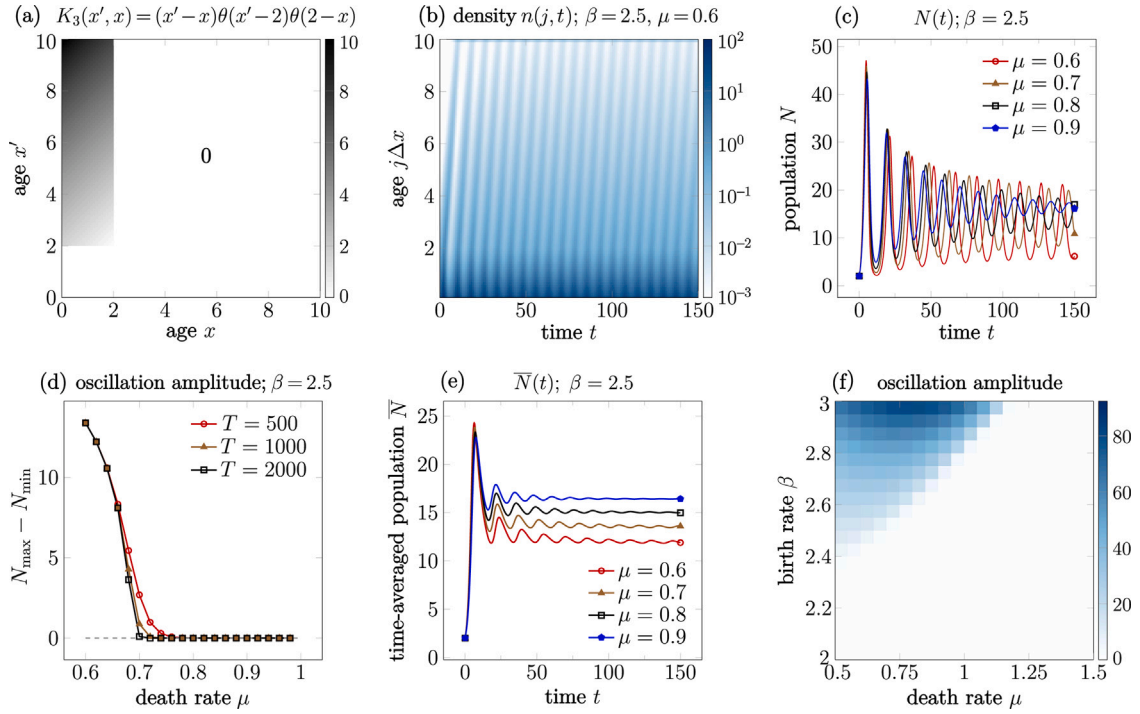 (a) K₃(x′, x) = (x′−x)θ(x′−2)θ(2−x)
10
8
6
4
2
0
age x′
0
0 2 4 6 8 10
age x
10
8
6
4
2
0
(b) density n(j, t); β = 2.5, μ = 0.6
10
8
6
4
2
age jΔx
0 50 100 150
time t
10²
10¹
10⁰
10⁻¹
10⁻²
10⁻³
(c) N(t); β = 2.5
50
40
30
20
10
0
population N
μ = 0.6
μ = 0.7
μ = 0.8
μ = 0.9
0 50 100 150
time t
(d) oscillation amplitude; β = 2.5
10
5
0
N_max − N_min
T = 500
T = 1000
T = 2000
0.6 0.7 0.8 0.9 1
death rate μ
(e) N̅(t); β = 2.5
25
20
15
10
5
0
time-averaged population N̅
μ = 0.6
μ = 0.7
μ = 0.8
μ = 0.9
0 50 100 150
time t
(f) oscillation amplitude
3
2.8
2.6
2.4
2.2
2
birth rate β
0.5 0.75 1 1.25 1.5
death rate μ
80
60
40
20
0